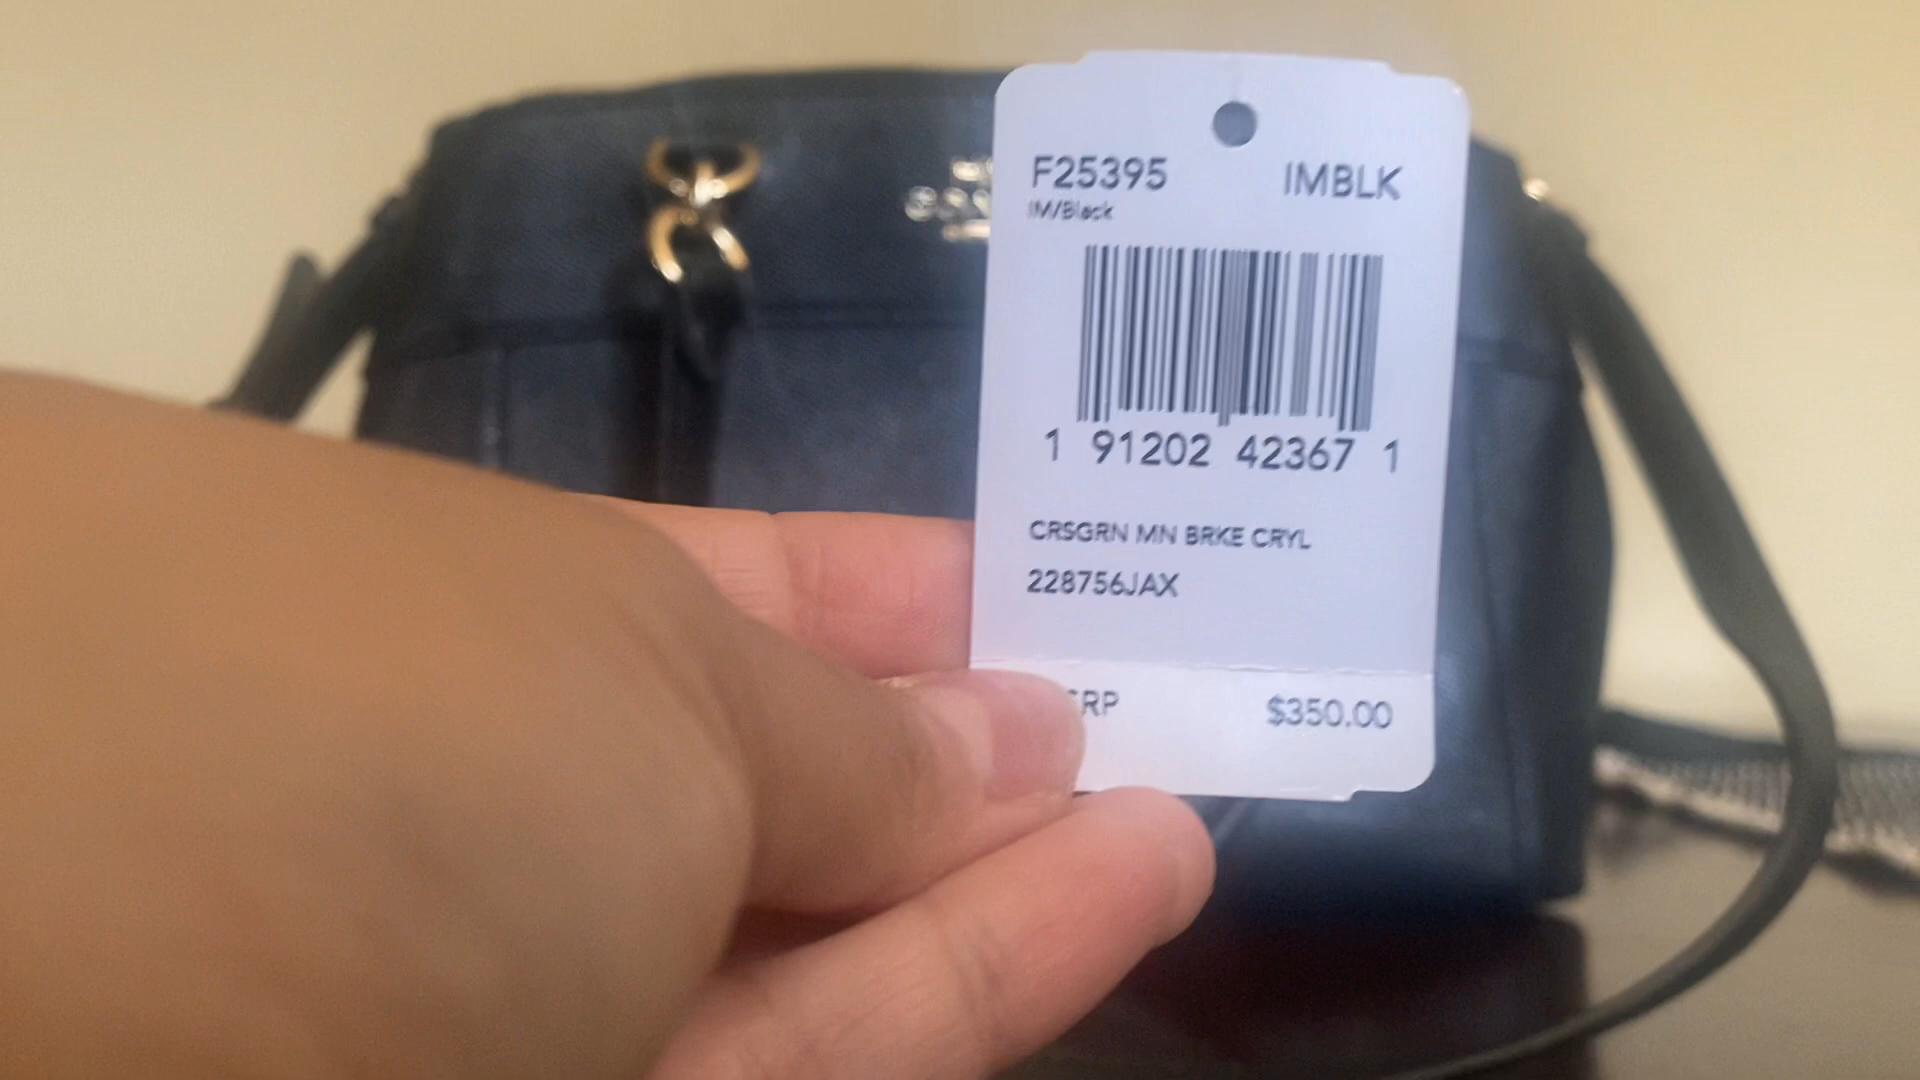 F25395 IMBLK
IM/Black
1 91202 42367 1
CRSGRN MN BRKE CRYL
228756JAX
$350.00